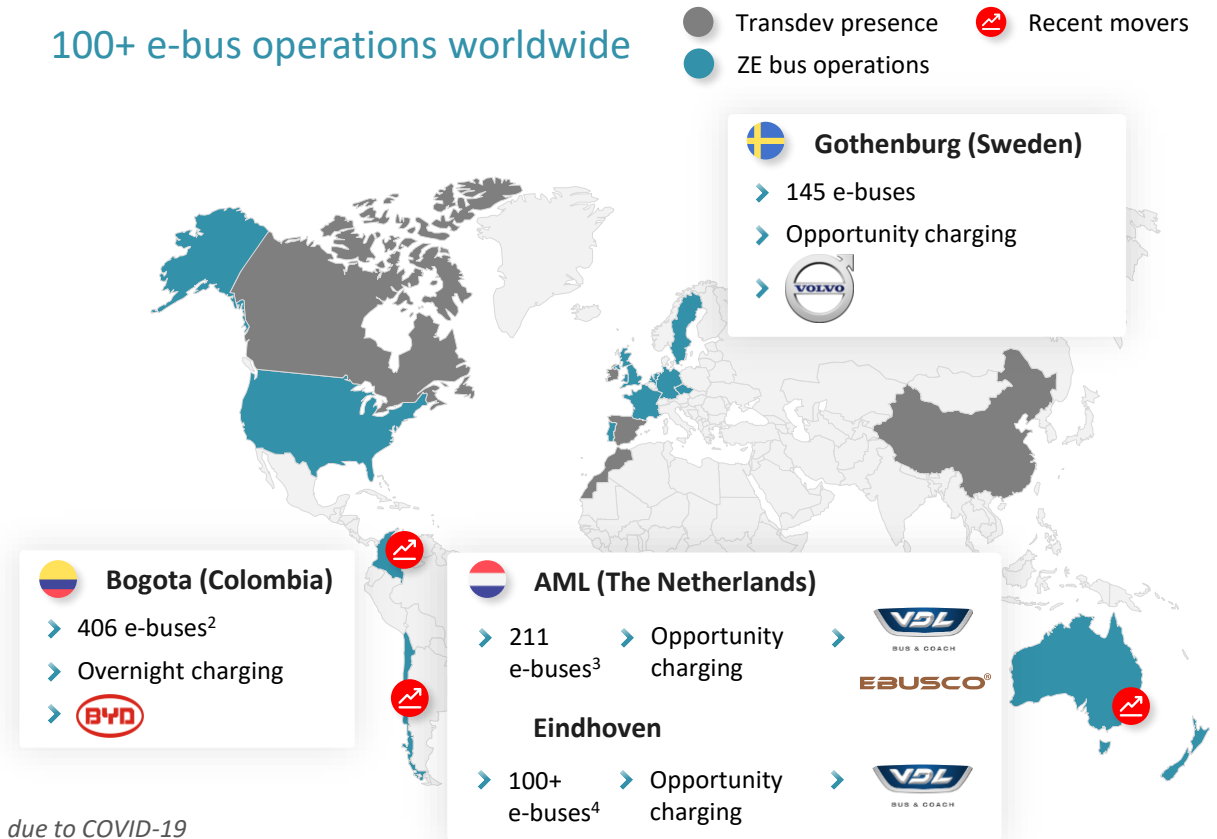 100+ e-bus operations worldwide
Transdev presence
Recent movers
ZE bus operations
Gothenburg (Sweden)
145 e-buses
Opportunity charging
VOLVO
Bogota (Colombia)
406 e-buses2
Overnight charging
BYD
AML (The Netherlands)
211
e-buses3
Opportunity
charging
VDL
BUS & COACH
EBUSCO®
Eindhoven
100+
e-buses4
Opportunity
charging
VDL
BUS & COACH
due to COVID-19